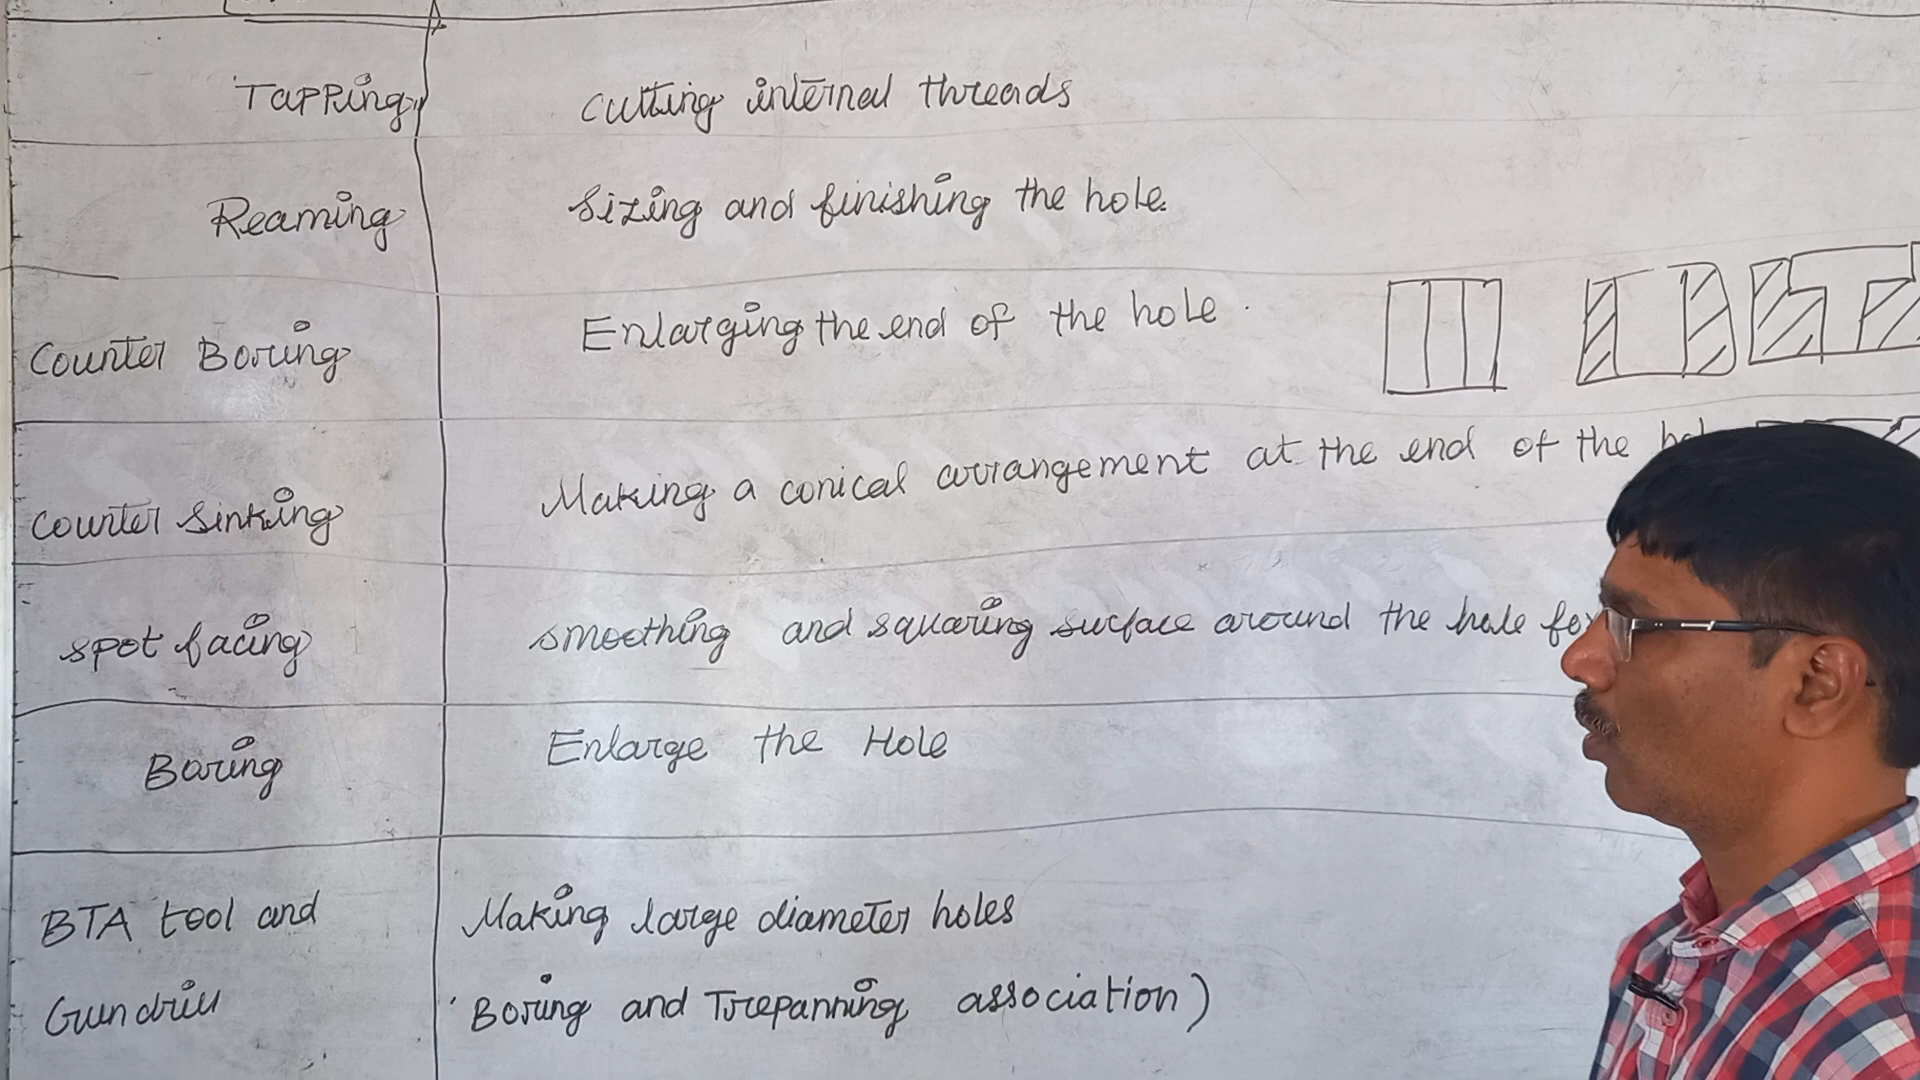 Tapping
Cutting internal threads
Reaming
Sizing and finishing the hole.
Counter Boring
Enlarging the end of the hole.
Counter Sinking
Making a conical arrangement at the end of the
Spot facing
smoothing and squaring surface around the hole for
Boring
Enlarge the Hole
BTA tool and
Gundrill
Making large diameter holes
Boring and Trepanning association)